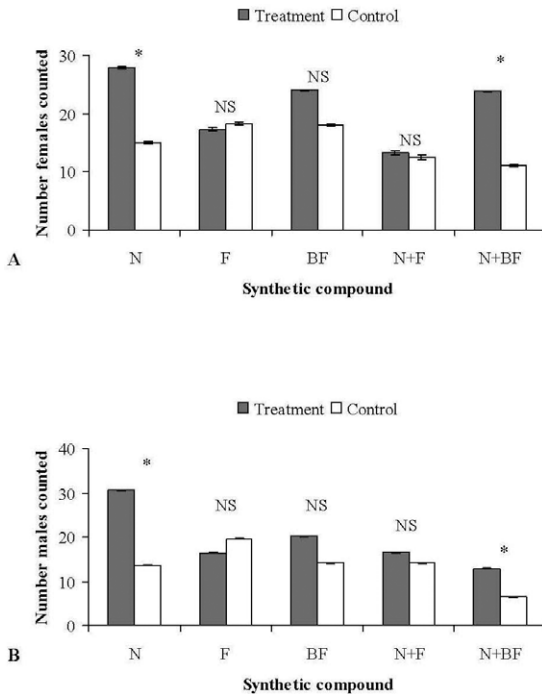 Treatment Control
Number females counted
30
20
10
0
* NS NS NS *
N F BF N+F N+BF
A
Synthetic compound
Treatment Control
Number males counted
40
30
20
10
0
* NS NS NS *
N F BF N+F N+BF
B
Synthetic compound